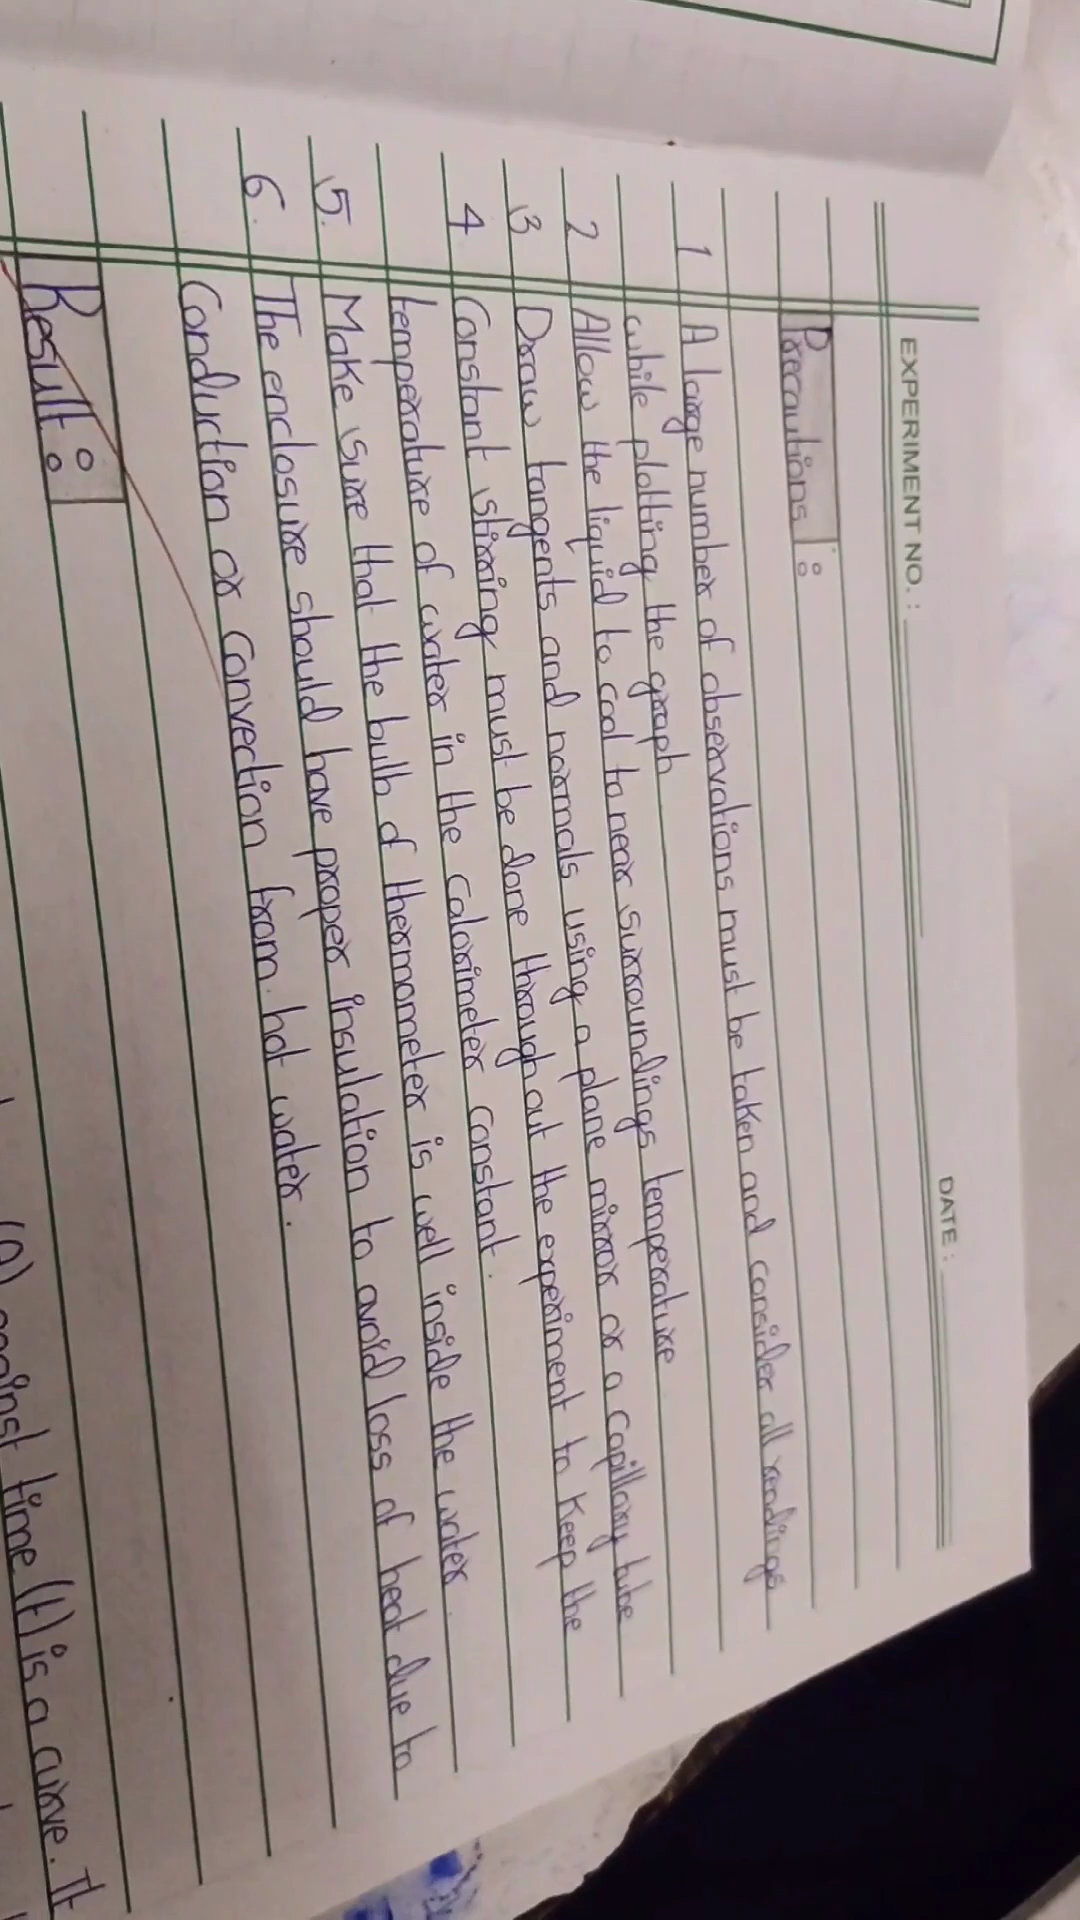 EXPERIMENT NO. :
DATE :
Precautions :
1 A large number of observations must be taken and consider all readings
while plotting the graph
2 Allow the liquid to cool to near surroundings temperature
3 Draw tangents and normals using a plane mirror or a capillary tube
4 Constant stirring must be done throughout the experiment to keep the
temperature of water in the calorimeter constant.
5. Make sure that the bulb of thermometer is well inside the water.
6. The enclosure should have proper insulation to avoid loss of heat due to
Conduction or convection from hot water.
Result :
(θ) against time (t) is a curve. It